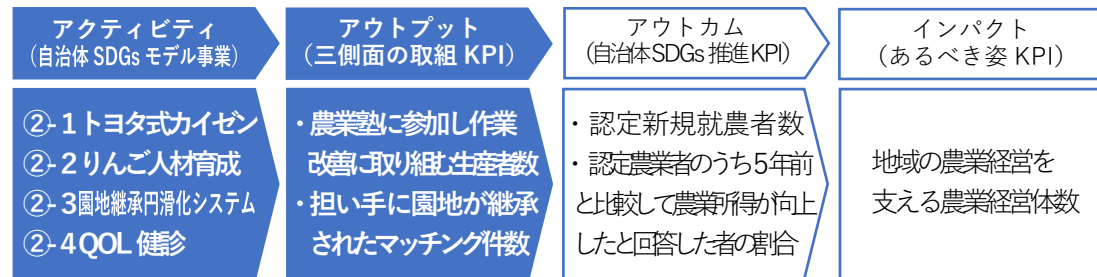 アクティビティ
(自治体 SDGs モデル事業)
アウトプット
(三側面の取組 KPI)
アウトカム
(自治体SDGs 推進KPI)
インパクト
(あるべき姿 KPI)
②-1トヨタ式カイゼン
②-2りんご人材育成
②-3園地継承円滑化システム
②-4QOL健診
・農業塾に参加し作業
改善に取り組む生産者数
・担い手に園地が継承
されたマッチング件数
・認定新規就農者数
・認定農業者のうち5年前
と比較して農業所得が向上
したと回答した者の割合
地域の農業経営を
支える農業経営体数